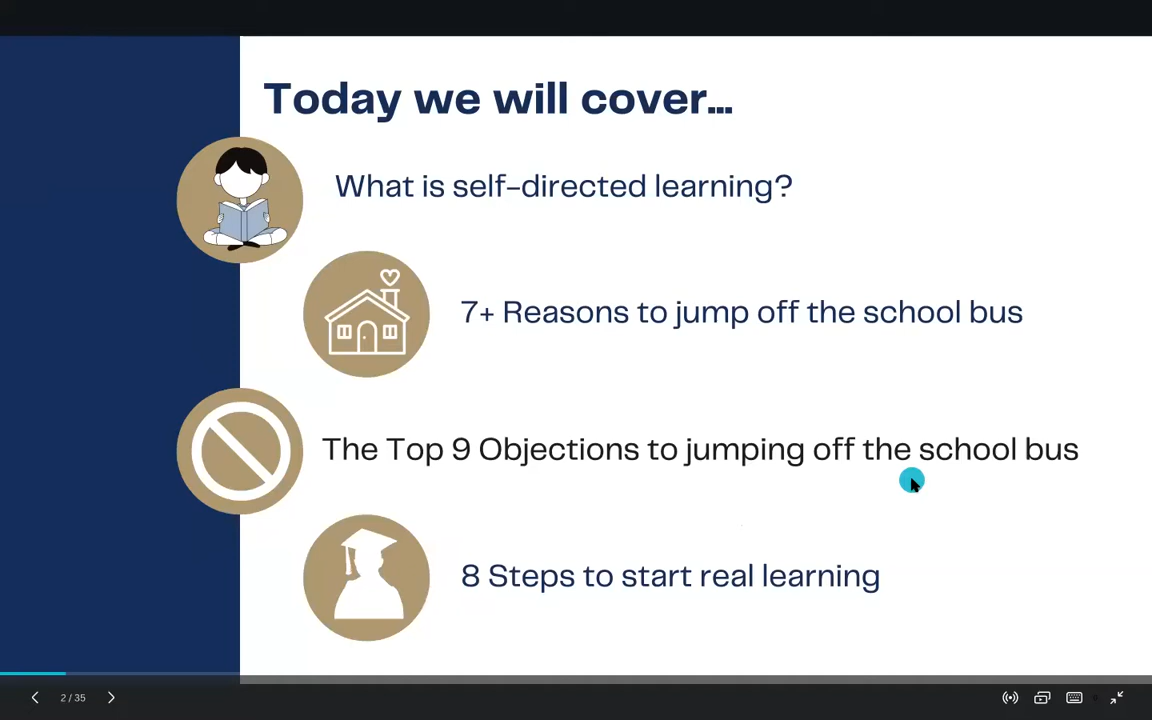 Today we will cover...
What is self-directed learning?
7+ Reasons to jump off the school bus
The Top 9 Objections to jumping off the school bus
8 Steps to start real learning
2 / 35